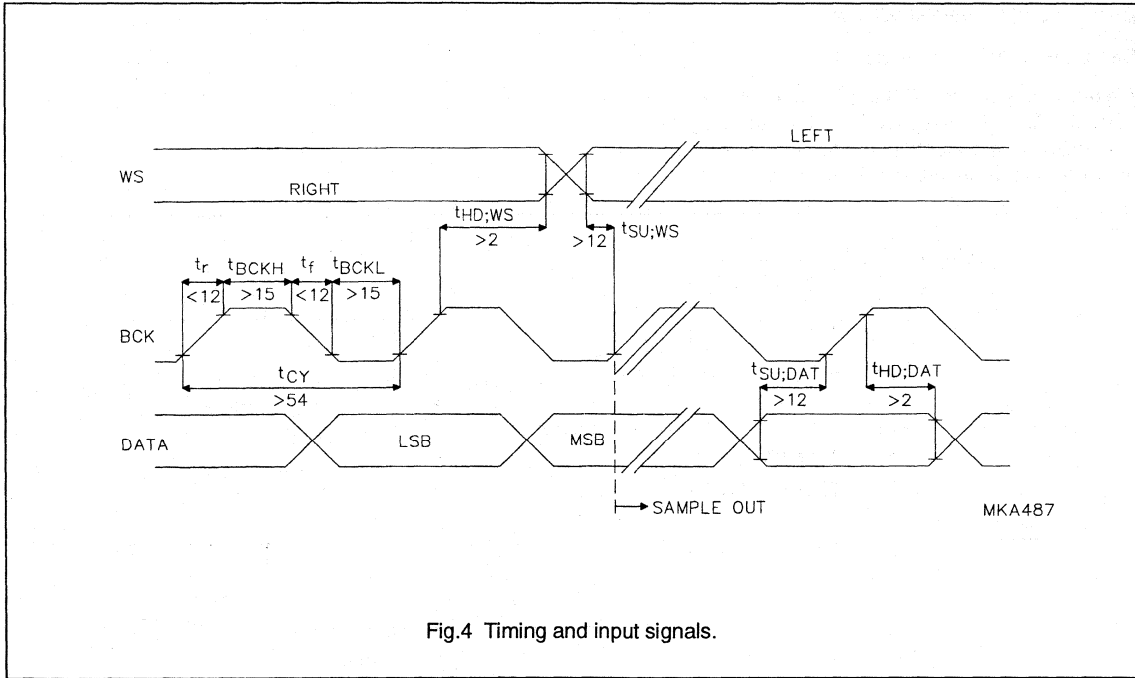 LEFT
WS
RIGHT
tHD;WS
>2
>12
tSU;WS
tr
tBCKH
tf
tBCKL
<12
>15
<12
>15
BCK
tCY
>54
tSU;DAT
>12
tHD;DAT
>2
DATA
LSB
MSB
SAMPLE OUT
MKA487
Fig.4 Timing and input signals.